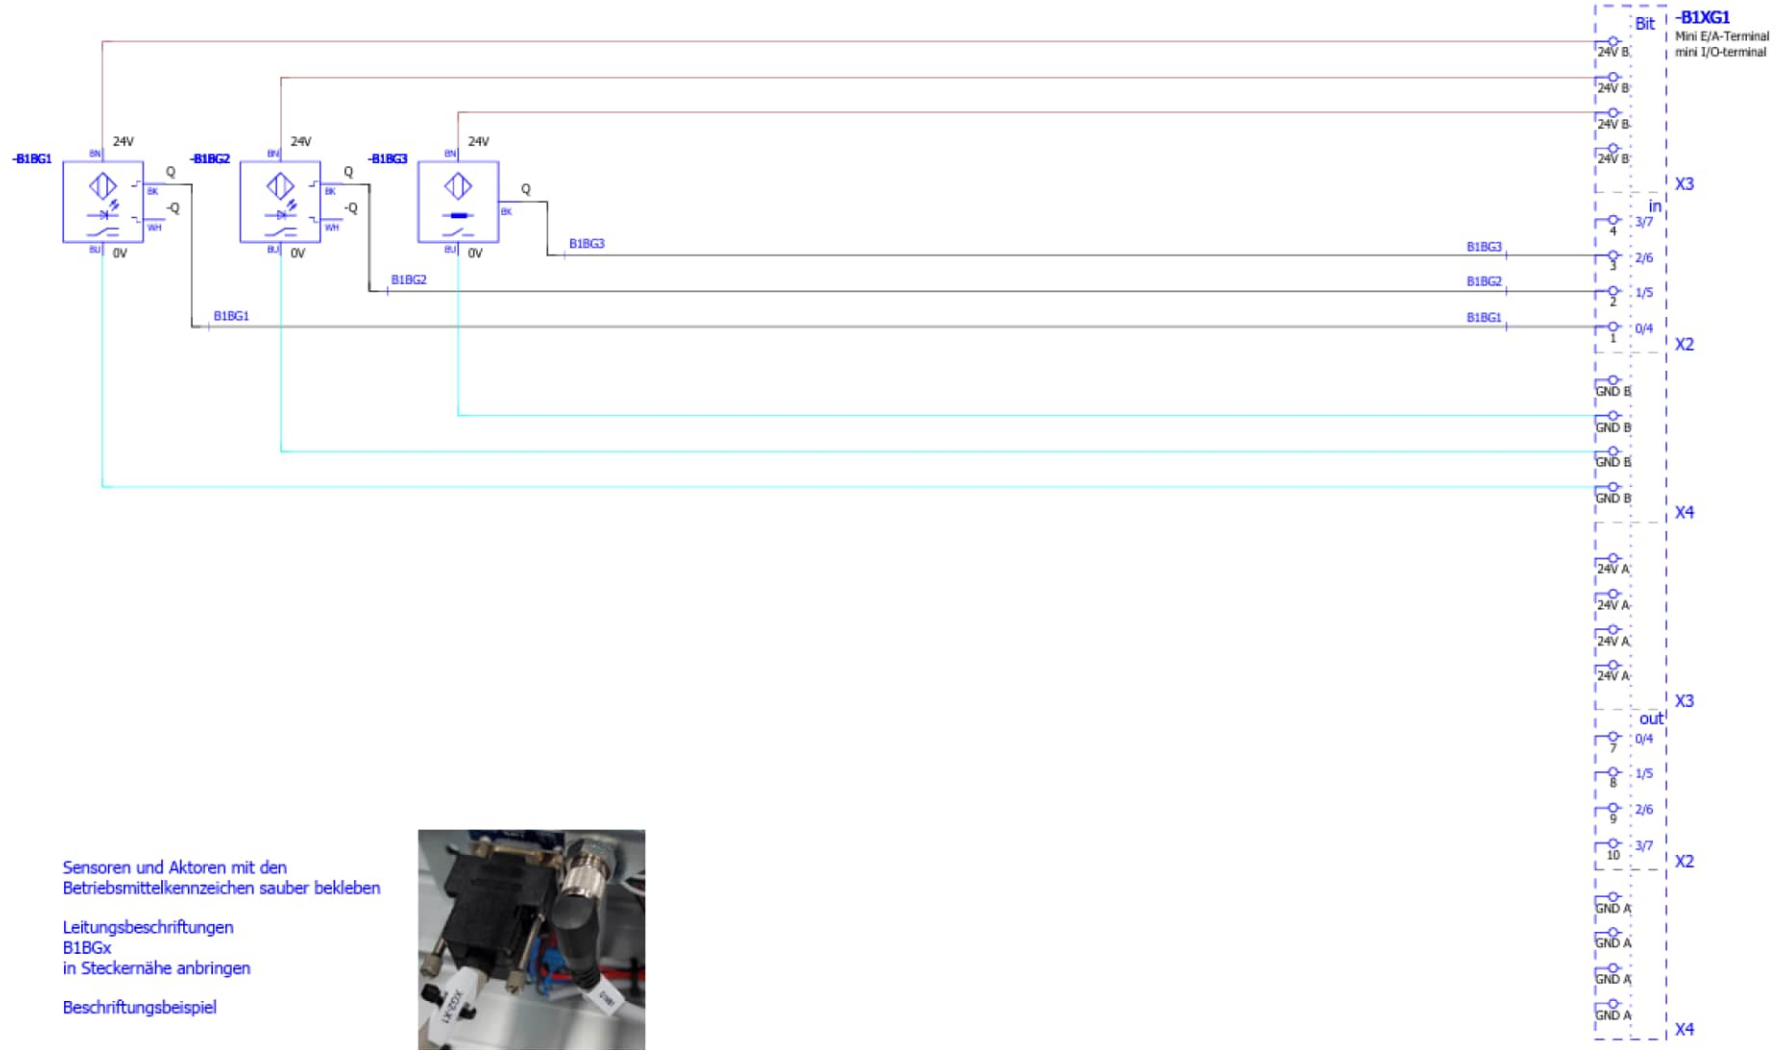 Bit
-B1XG1
Mini E/A-Terminal
mini I/O-terminal
24V B
24V B
24V B
24V B
X3
24V
24V
24V
-B1BG1
BN
Q
BK
-Q
WH
BU
0V
-B1BG2
BN
Q
BK
-Q
WH
BU
0V
-B1BG3
BN
Q
BK
BU
0V
in
4
3/7
B1BG3
B1BG3
3
2/6
B1BG2
B1BG2
2
1/5
B1BG1
B1BG1
1
0/4
X2
GND B
GND B
GND B
GND B
X4
24V A
24V A
24V A
24V A
X3
out
7
0/4
8
1/5
9
2/6
10
3/7
X2
GND A
GND A
GND A
GND A
X4
Sensoren und Aktoren mit den
Betriebsmittelkennzeichen sauber bekleben
Leitungsbeschriftungen
B1BGx
in Steckernähe anbringen
Beschriftungsbeispiel